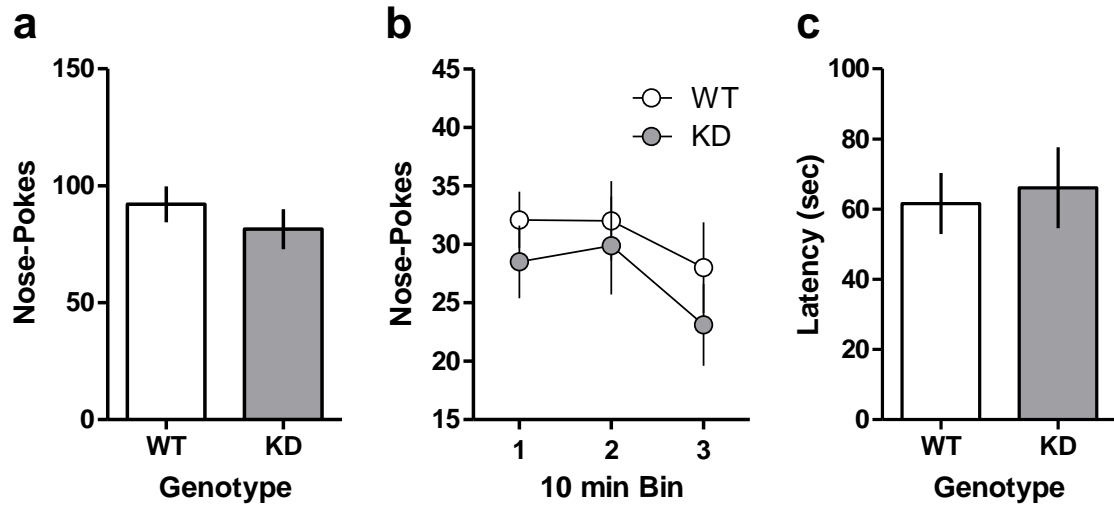 a
150
100
50
0
Nose-Pokes
WT KD
Genotype
b
45
40
35
30
25
20
15
Nose-Pokes
WT
KD
1 2 3
10 min Bin
c
100
80
60
40
20
0
Latency (sec)
WT KD
Genotype